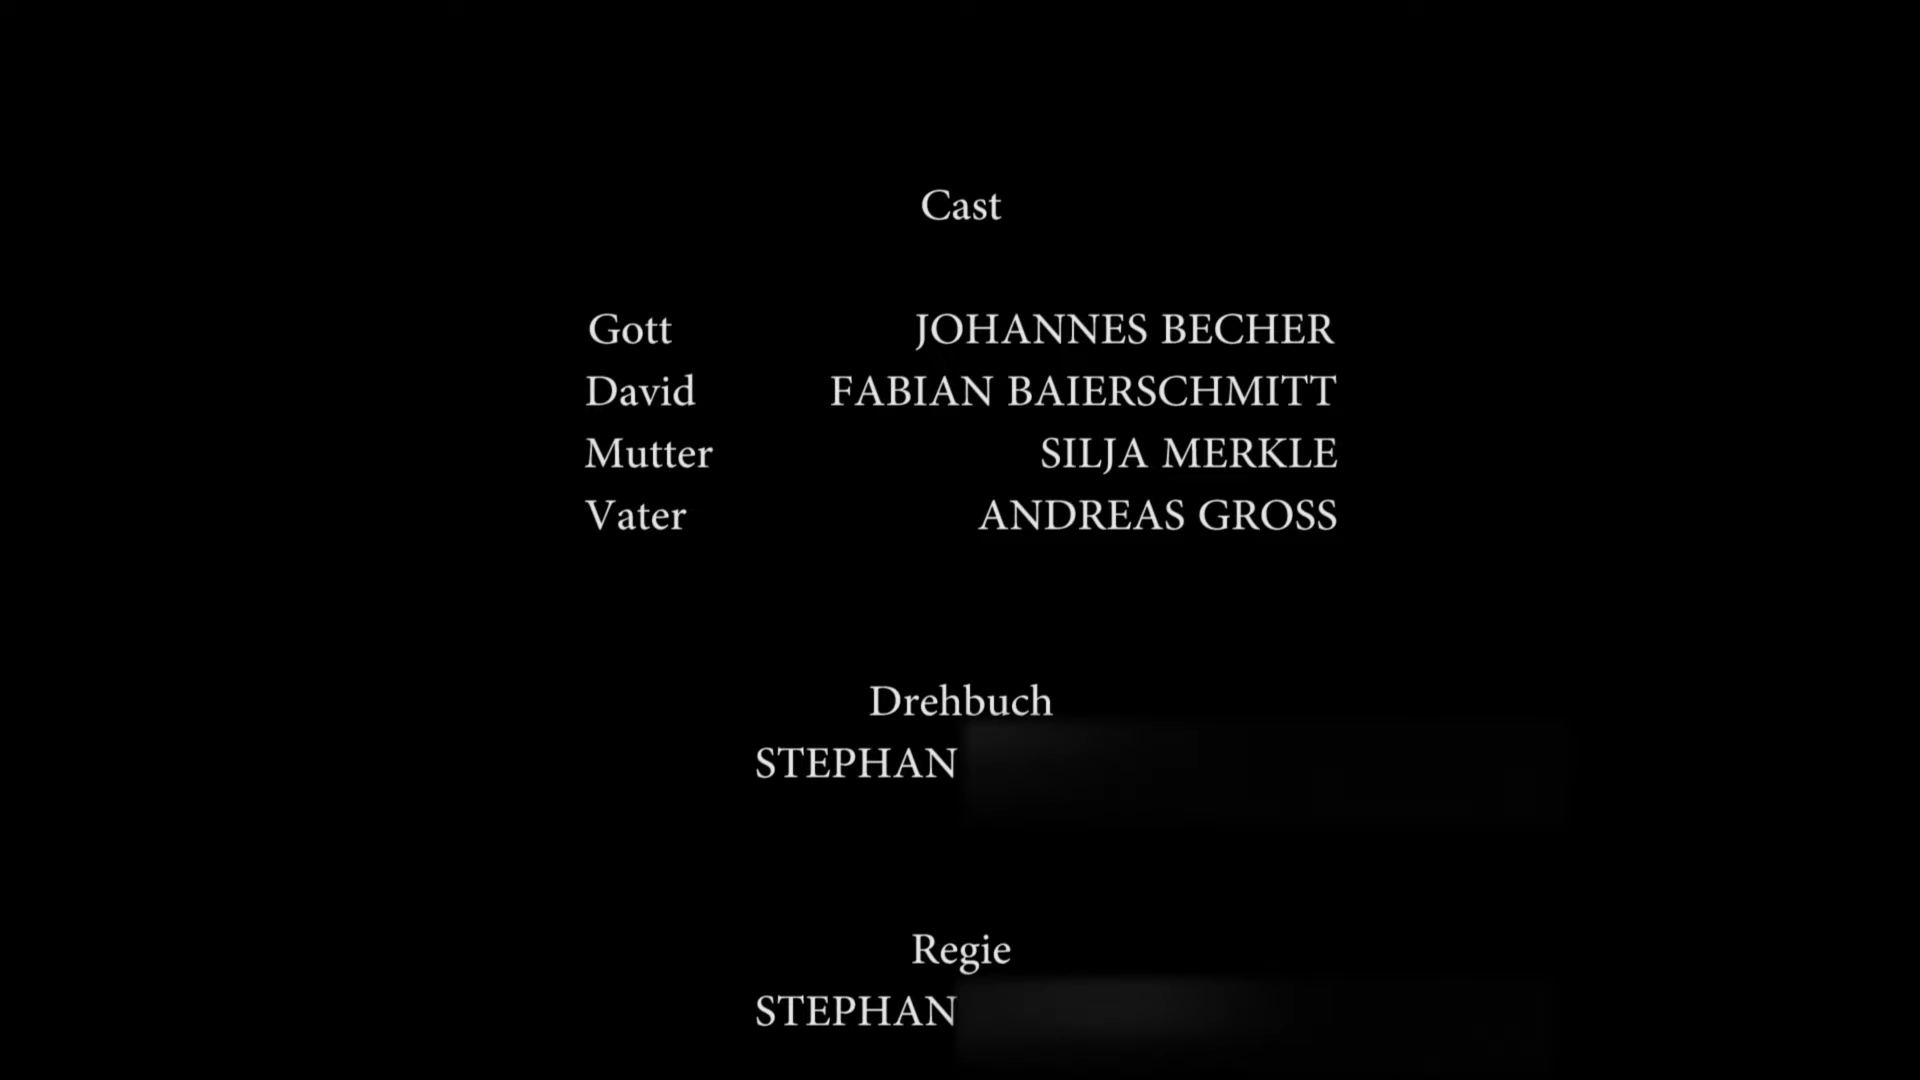 Cast
Gott JOHANNES BECHER
David FABIAN BAIERSCHMITT
Mutter SILJA MERKLE
Vater ANDREAS GROSS
Drehbuch
STEPHAN
Regie
STEPHAN